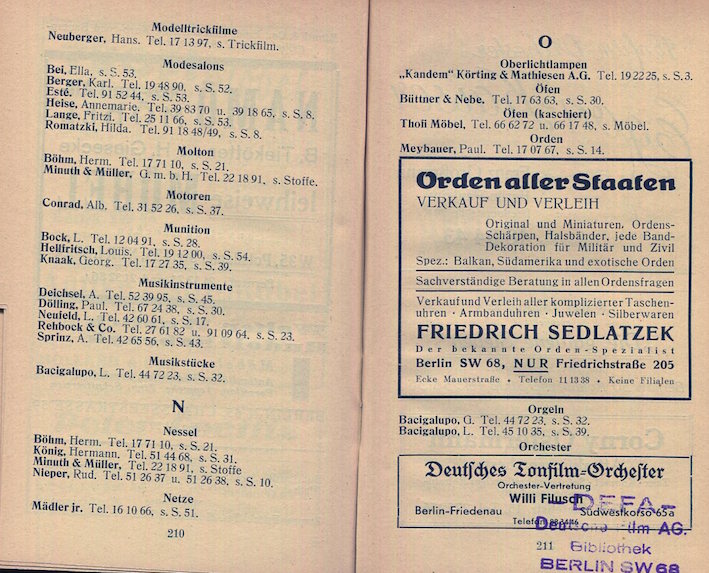 Modelltrickfilme
Neuberger, Hans. Tel. 17 13 97, s. Trickfilm.
Modesalons
Bei, Ella, s. S. 53.
Berger, Karl. Tel. 19 48 90, s. S. 52.
Esté. Tel. 91 52 44, s. S. 53.
Heise, Annemarie. Tel. 39 83 70 u. 39 18 65, s. S. 8.
Lange, Fritzi. Tel. 25 11 66, s. S. 53.
Romatzki, Hilda. Tel. 91 18 48/49, s. S. 8.
Molton
Böhm, Herm. Tel. 17 71 10, s. S. 21.
Minuth & Müller, G. m. b. H. Tel. 22 18 91, s. Stoffe.
Motoren
Conrad, Alb. Tel. 31 52 26, s. S. 37.
Munition
Bock, L. Tel. 12 04 91, s. S. 28.
Hellfritsch, Louis. Tel. 19 12 00, s. S. 54.
Knaak, Georg. Tel. 17 27 35, s. S. 39.
Musikinstrumente
Deichsel, A. Tel. 52 39 95, s. S. 45.
Dölling, Paul. Tel. 67 24 38, s. S. 30.
Neufeld, L. Tel. 42 60 61, s. S. 17.
Rehbock & Co. Tel. 27 61 82 u. 91 09 64, s. S. 23.
Sprinz, A. Tel. 42 65 56, s. S. 43.
Musikstücke
Bacigalupo, L. Tel. 44 72 23, s. S. 32.
N
Nessel
Böhm, Herm. Tel. 17 71 10, s. S. 21.
König, Hermann. Tel. 51 44 68, s. S. 31.
Minuth & Müller, Tel. 22 18 91, s. Stoffe
Nieper, Rud. Tel. 51 26 37 u. 51 26 38, s. S. 10.
Netze
Mädler jr. Tel. 16 10 66, s. S. 51.
210
O
Oberlichtlampen
„Kandem“ Körting & Mathiesen A.G. Tel. 19 22 25, s. S. 3.
Öfen
Büttner & Nebe. Tel. 17 63 63, s. S. 30.
Öfen (kaschiert)
Thofi Möbel, Tel. 66 62 72 u. 66 17 48, s. Möbel.
Orden
Meybauer, Paul. Tel. 17 07 67, s. S. 14.
Orden aller Staaten
VERKAUF UND VERLEIH
Original und Miniaturen, Ordens-
Schärpen, Halsbänder, jede Band-
Dekoration für Militär und Zivil
Spez.: Balkan, Südamerika und exotische Orden
Sachverständige Beratung in allen Ordensfragen
Verkauf und Verleih aller komplizierter Taschen-
uhren · Armbanduhren · Juwelen · Silberwaren
FRIEDRICH SEDLATZEK
Der bekannte Orden-Spezialist
Berlin SW 68, NUR Friedrichstraße 205
Ecke Mauerstraße • Telefon 11 13 38 • Keine Filialen
Orgeln
Bacigalupo, G. Tel. 44 72 23, s. S. 32.
Bacigalupo, L. Tel. 45 10 35, s. S. 39.
Orchester
Deutsches Tonfilm-Orchester
Orchester-Vertretung
Willi Filusch
Berlin-Friedenau Südwestkorso 65a
Telefon
211
-DEFA-
Deutsche Film AG.
Bibliothek
BERLIN SW 68